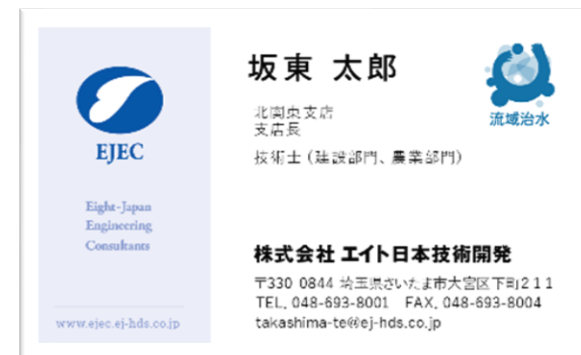 EJEC
Eight-Japan
Engineering
Consultants
www.ejec.ej-hds.co.jp
坂東 太郎
流域治水
北関東支店
支店長
技術士（建設部門、農業部門）
株式会社 エイト日本技術開発
〒330 0844 埼玉県さいたま市大宮区下町211
TEL, 048-693-8001 FAX, 048-693-8004
takashima-te@ej-hds.co.jp